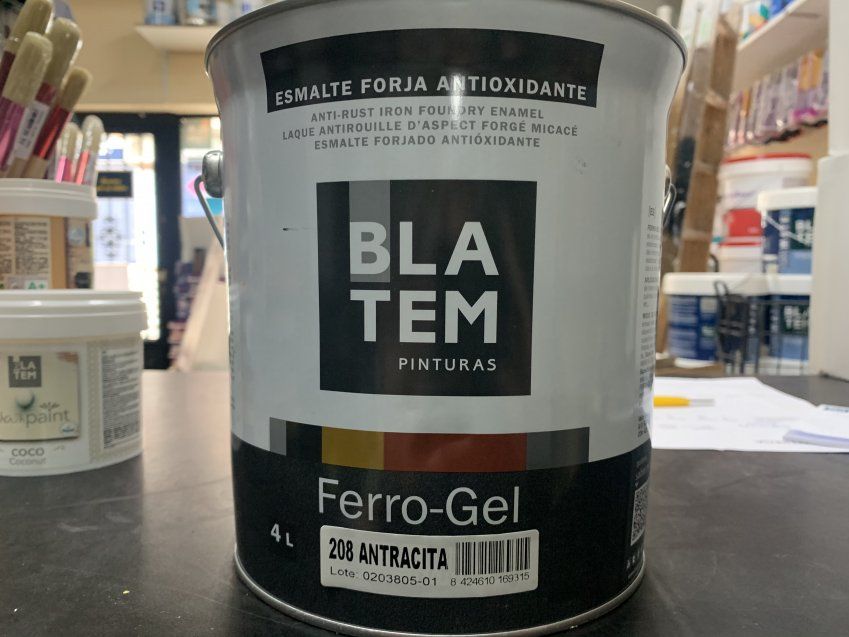 ESMALTE FORJA ANTIOXIDANTE
ANTI-RUST IRON FOUNDRY ENAMEL
LAQUE ANTIROUILLE D'ASPECT FORGÉ MICACÉ
ESMALTE FORJADO ANTIÓXIDANTE
BLA
TEM
PINTURAS
Ferro-Gel
4 L
208 ANTRACITA
Lote: 0203805-01
8 424610 169315
A+
BLA
TEM
paint
COCO
Coconut